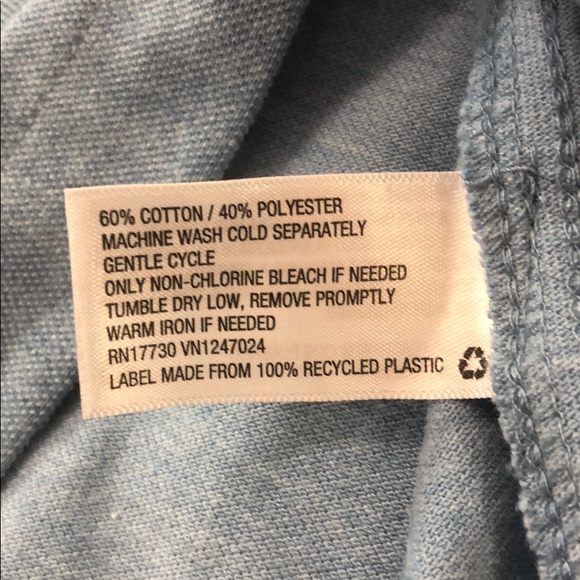 60% COTTON / 40% POLYESTER
MACHINE WASH COLD SEPARATELY
GENTLE CYCLE
ONLY NON-CHLORINE BLEACH IF NEEDED
TUMBLE DRY LOW, REMOVE PROMPTLY
WARM IRON IF NEEDED
RN17730 VN1247024
LABEL MADE FROM 100% RECYCLED PLASTIC